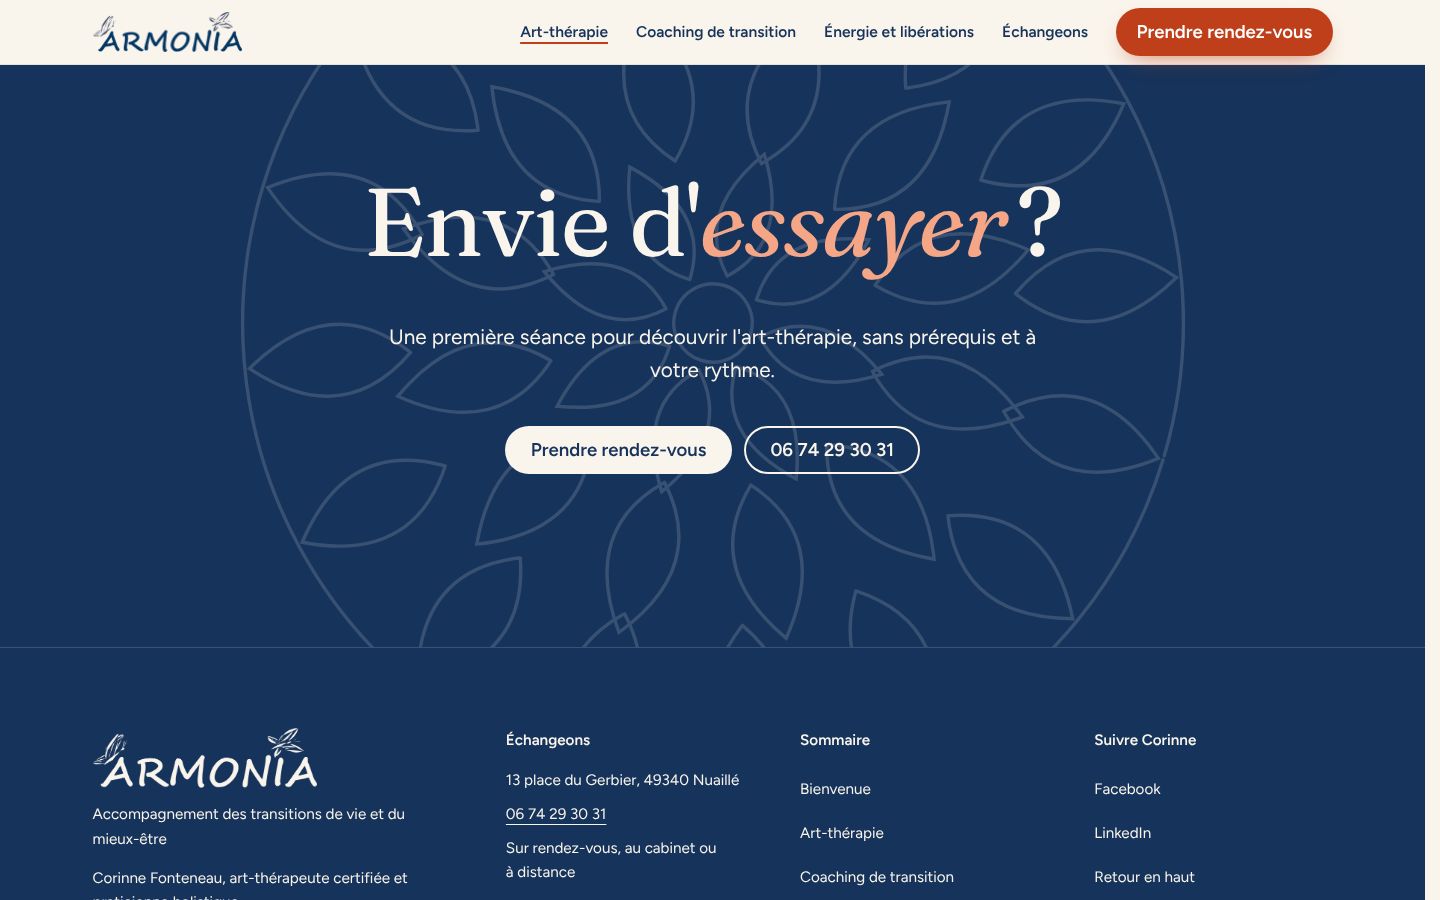 ARMONIA
Art-thérapie
Coaching de transition
Énergie et libérations
Échangeons
Prendre rendez-vous
Envie d'essayer ?
Une première séance pour découvrir l'art-thérapie, sans prérequis et à
votre rythme.
Prendre rendez-vous
06 74 29 30 31
ARMONIA
Accompagnement des transitions de vie et du
mieux-être
Corinne Fonteneau, art-thérapeute certifiée et
Échangeons
13 place du Gerbier, 49340 Nuaillé
06 74 29 30 31
Sur rendez-vous, au cabinet ou
à distance
Sommaire
Bienvenue
Art-thérapie
Coaching de transition
Suivre Corinne
Facebook
LinkedIn
Retour en haut